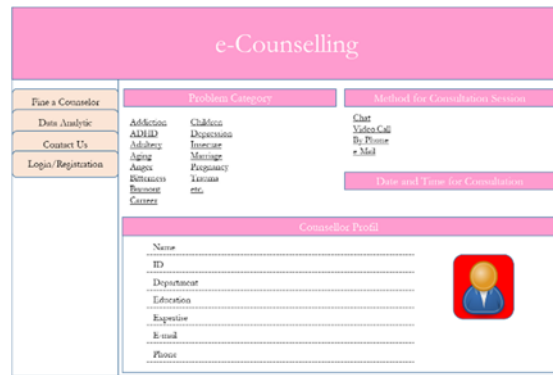 e-Counselling
Fine a Counselor
Data Analytic
Contact Us
Login/Registration
Problem Category
Addiction
ADHD
Adultery
Aging
Anger
Bitterness
Burnout
Careers
Children
Depression
Insecure
Marriage
Pregnancy
Trauma
etc.
Method for Consultation Session
Chat
Video Call
By Phone
e Mail
Date and Time for Consultation
Counsellor Profil
Name
ID
Department
Education
Expertise
E-mail
Phone